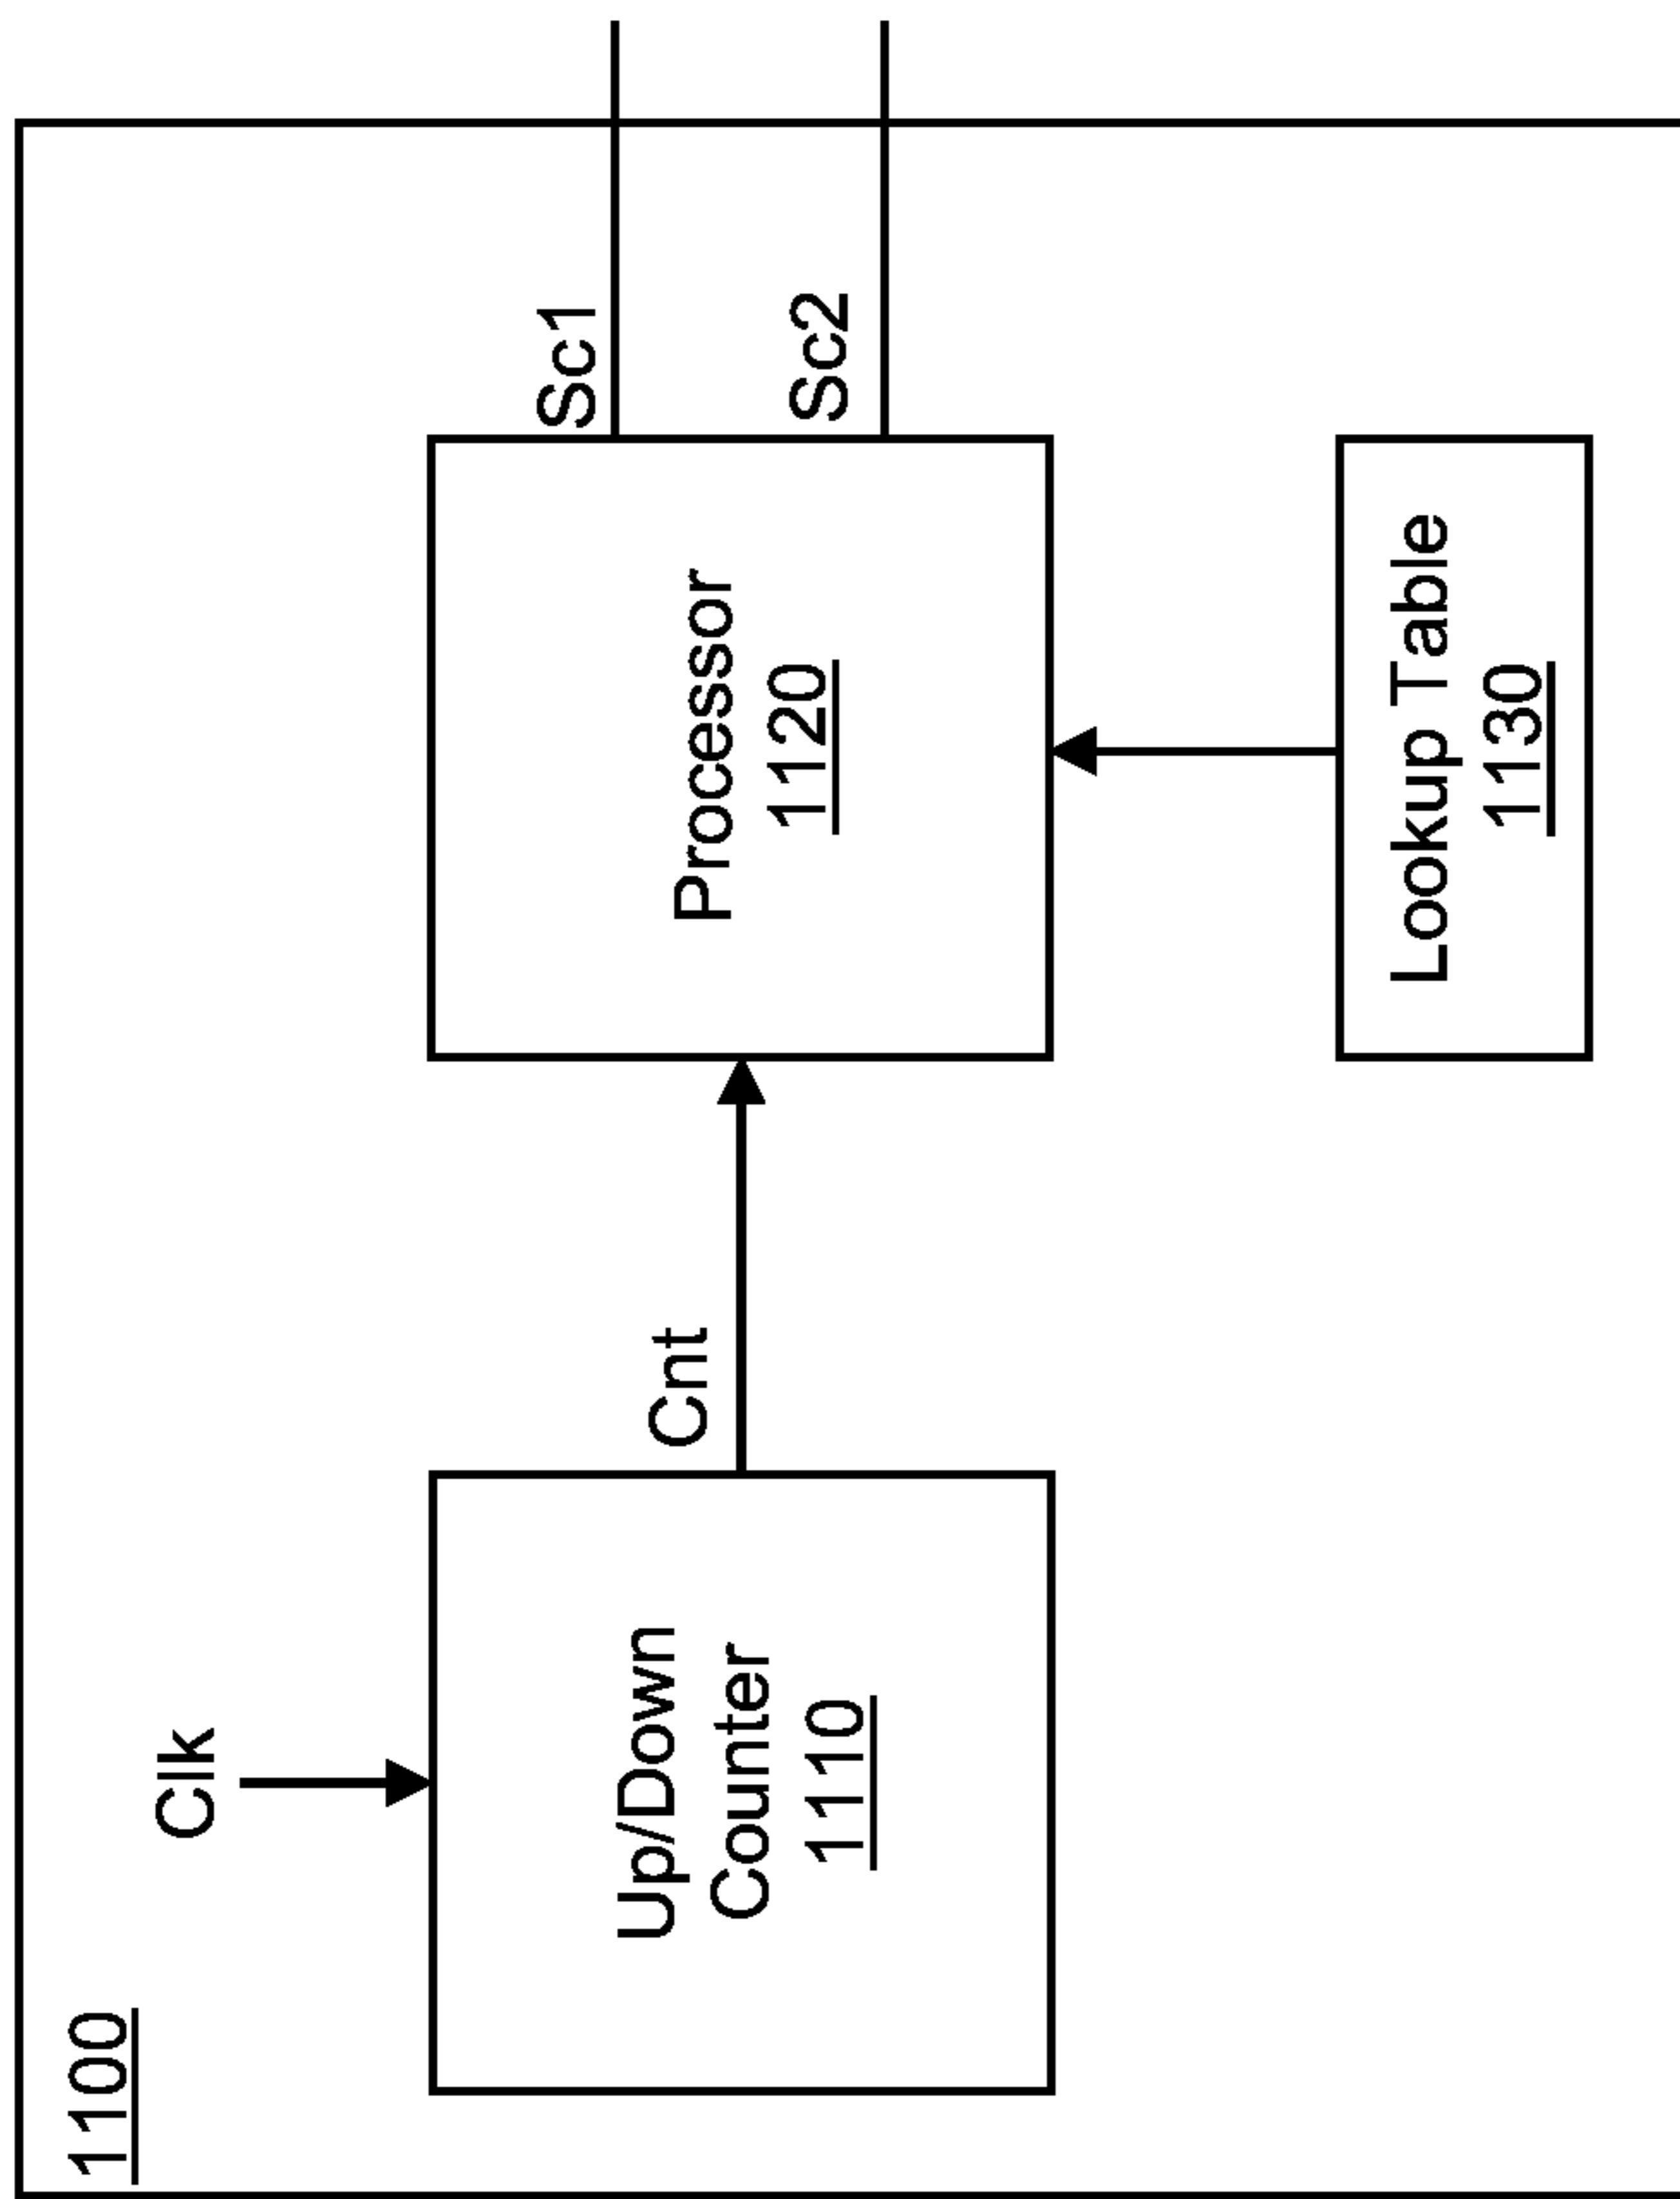 1100
Clk
Up/Down
Counter
1110
Cnt
Processor
1120
Sc1
Sc2
Lookup Table
1130